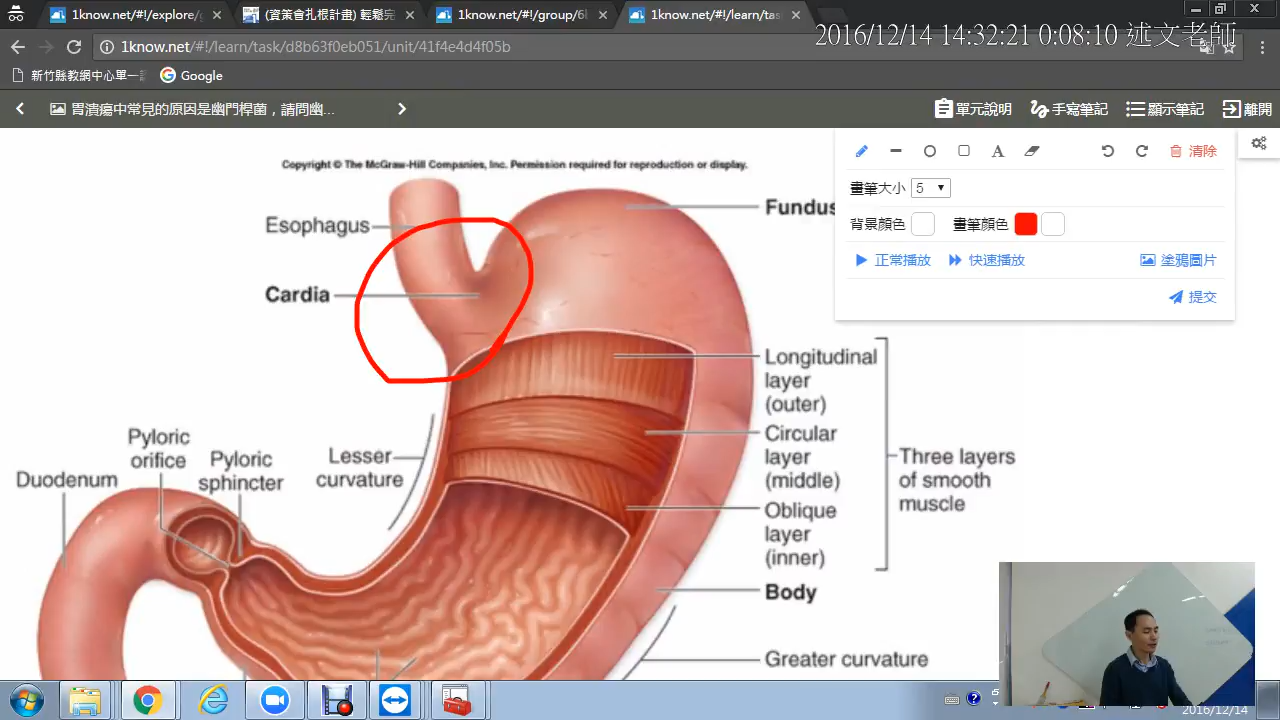 1know.net/#!/explore/g
(資策會扎根計畫) 輕鬆完
1know.net/#!/group/6l
1know.net/#!/learn/tas
2016/12/14 14:32:21 0:08:10 述文老師
1know.net/#!/learn/task/d8b63f0eb051/unit/41f4e4d4f05b
新竹縣教網中心單一
Google
胃潰瘍中常見的原因是幽門桿菌，請問幽...
單元說明
手寫筆記
顯示筆記
離開
清除
畫筆大小 5
背景顏色
畫筆顏色
正常播放
快速播放
塗鴉圖片
提交
Copyright © The McGraw-Hill Companies, Inc. Permission required for reproduction or display.
Esophagus
Fundus
Cardia
Longitudinal
layer
(outer)
Circular
layer
(middle)
Oblique
layer
(inner)
Three layers
of smooth
muscle
Pyloric
orifice
Pyloric
sphincter
Lesser
curvature
Duodenum
Body
Greater curvature
2016/12/14